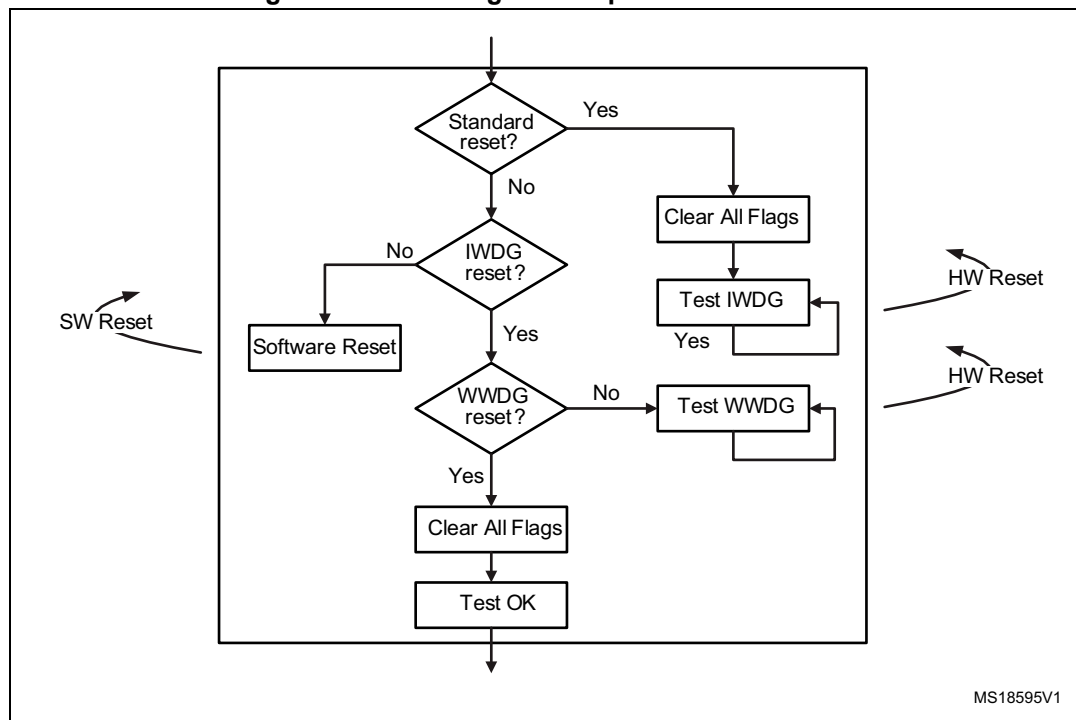 Standard
reset?
Yes
No
Clear All Flags
No
IWDG
reset?
Test IWDG
HW Reset
SW Reset
Software Reset
Yes
Yes
WWDG
reset?
No
Test WWDG
HW Reset
Yes
Clear All Flags
Test OK
MS18595V1